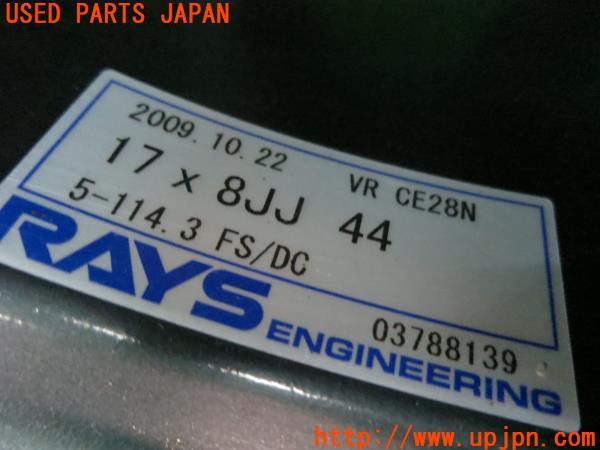 USED PARTS JAPAN
2009.10.22 VR CE28N
17 x 8JJ 44
5-114.3 FS/DC
03788139
RAYS
ENGINEERING
http://www.upjpn.com/